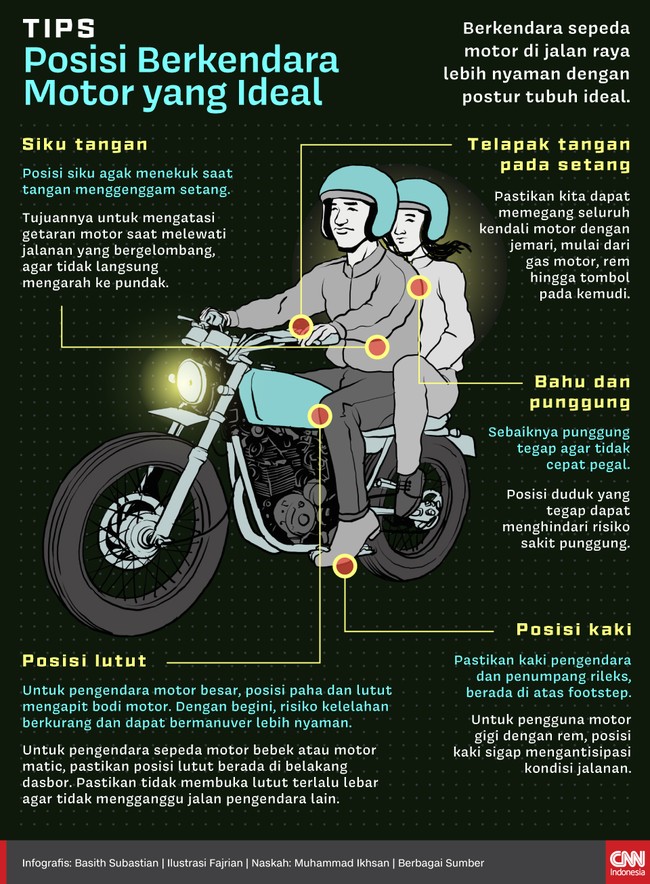 TIPS
Posisi Berkendara
Motor yang Ideal
Berkendara sepeda
motor di jalan raya
lebih nyaman dengan
postur tubuh ideal.
Siku tangan
Posisi siku agak menekuk saat
tangan menggenggam setang.
Tujuannya untuk mengatasi
getaran motor saat melewati
jalanan yang bergelombang,
agar tidak langsung
mengarah ke pundak.
Telapak tangan
pada setang
Pastikan kita dapat
memegang seluruh
kendali motor dengan
jemari, mulai dari
gas motor, rem
hingga tombol
pada kemudi.
Bahu dan
punggung
Sebaiknya punggung
tegap agar tidak
cepat pegal.
Posisi duduk yang
tegap dapat
menghindari risiko
sakit punggung.
Posisi lutut
Untuk pengendara motor besar, posisi paha dan lutut
mengapit bodi motor. Dengan begini, risiko kelelahan
berkurang dan dapat bermanuver lebih nyaman.
Untuk pengendara sepeda motor bebek atau motor
matic, pastikan posisi lutut berada di belakang
dasbor. Pastikan tidak membuka lutut terlalu lebar
agar tidak mengganggu jalan pengendara lain.
Posisi kaki
Pastikan kaki pengendara
dan penumpang rileks,
berada di atas footstep.
Untuk pengguna motor
gigi dengan rem, posisi
kaki sigap mengantisipasi
kondisi jalanan.
Infografis: Basith Subastian | Ilustrasi Fajrian | Naskah: Muhammad Ikhsan | Berbagai Sumber
CNN
Indonesia